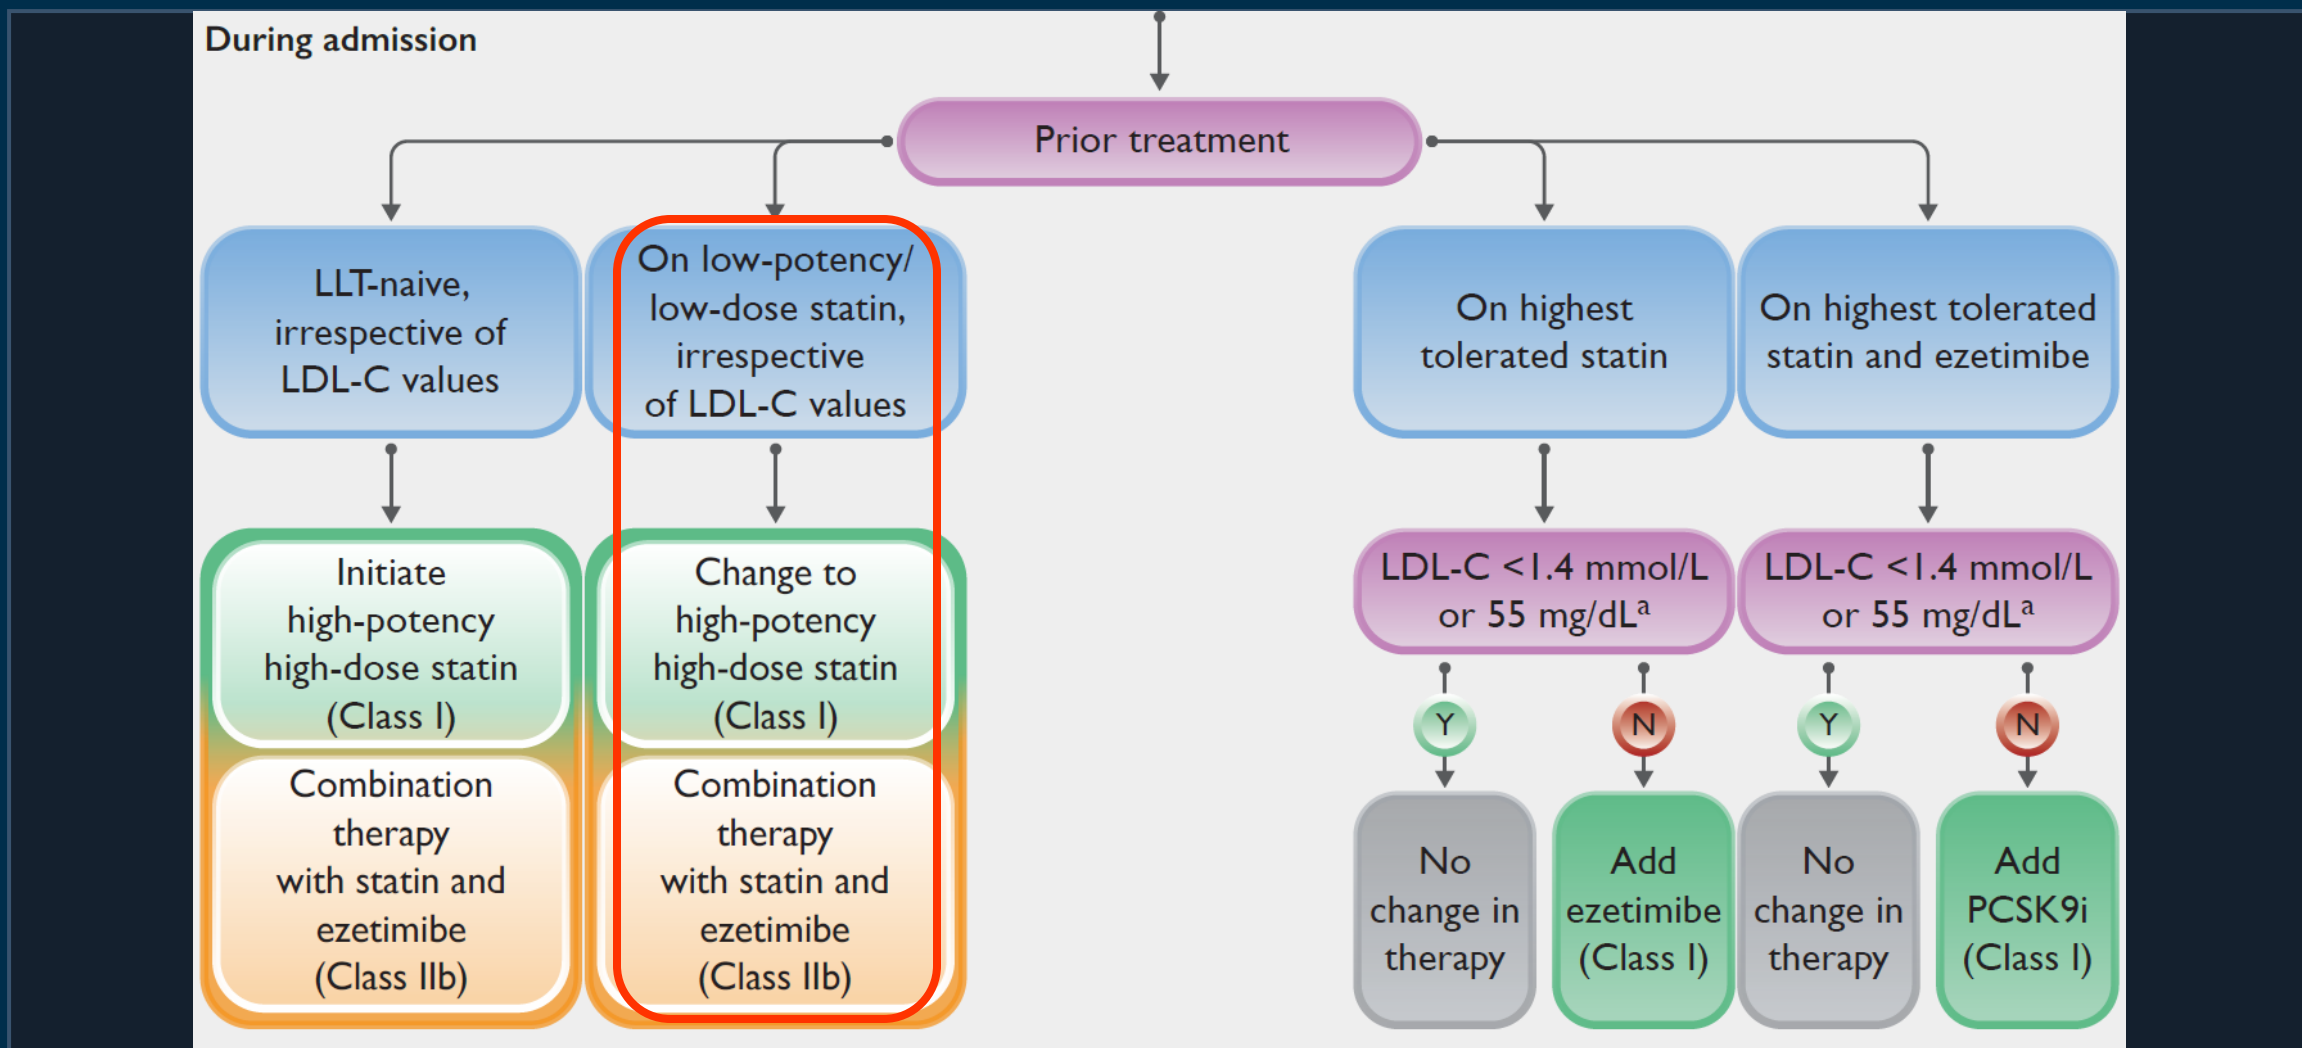 During admission
Prior treatment
LLT-naive,
irrespective of
LDL-C values
On low-potency/
low-dose statin,
irrespective
of LDL-C values
On highest
tolerated statin
On highest tolerated
statin and ezetimibe
Initiate
high-potency
high-dose statin
(Class I)
Change to
high-potency
high-dose statin
(Class I)
LDL-C <1.4 mmol/L
or 55 mg/dLᵃ
LDL-C <1.4 mmol/L
or 55 mg/dLᵃ
Y
N
Y
N
Combination
therapy
with statin and
ezetimibe
(Class IIb)
Combination
therapy
with statin and
ezetimibe
(Class IIb)
No
change in
therapy
Add
ezetimibe
(Class I)
No
change in
therapy
Add
PCSK9i
(Class I)